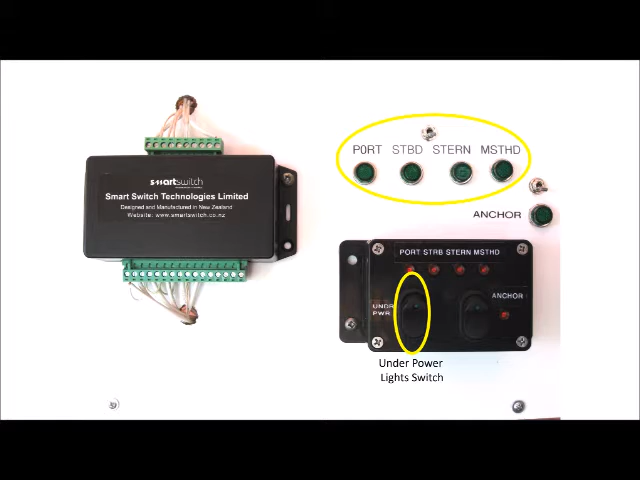 smartswitch
Smart Switch Technologies Limited
Designed and Manufactured in New Zealand
Website: www.smartswitch.co.nz
PORT STBD STERN MSTHD
ANCHOR
PORT STRB STERN MSTHD
UNDR
PWR
ANCHOR
Under Power
Lights Switch